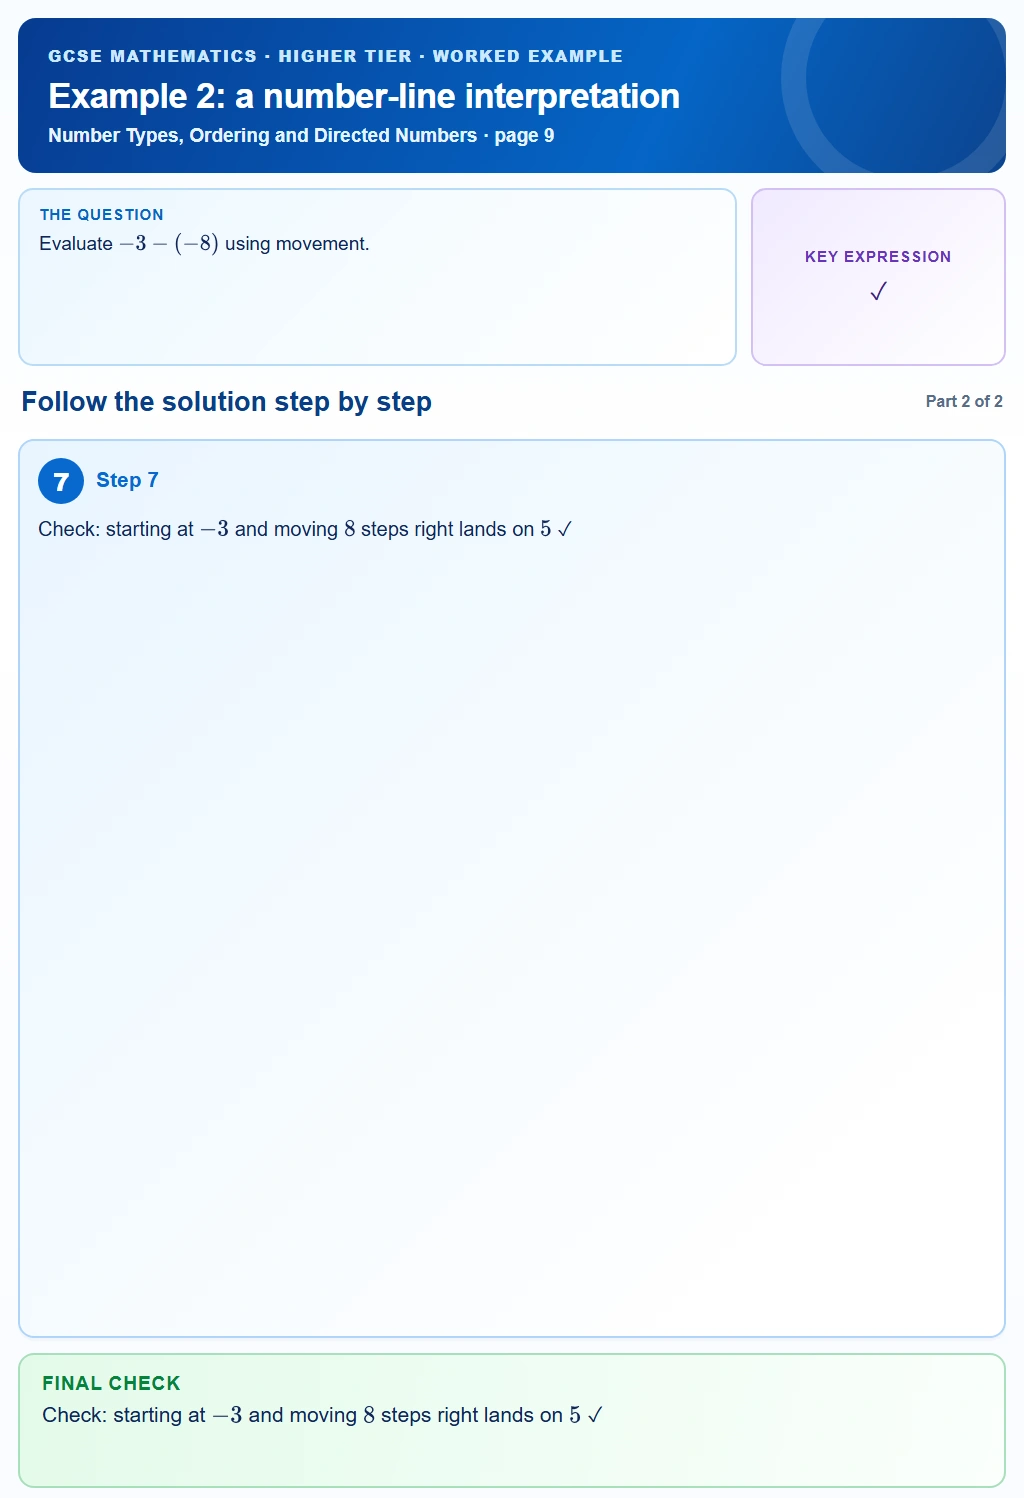 GCSE MATHEMATICS · HIGHER TIER · WORKED EXAMPLE
Example 2: a number-line interpretation
Number Types, Ordering and Directed Numbers · page 9
THE QUESTION
Evaluate −3 − (−8) using movement.
KEY EXPRESSION
✓
Follow the solution step by step
Part 2 of 2
7 Step 7
Check: starting at −3 and moving 8 steps right lands on 5 ✓
FINAL CHECK
Check: starting at −3 and moving 8 steps right lands on 5 ✓